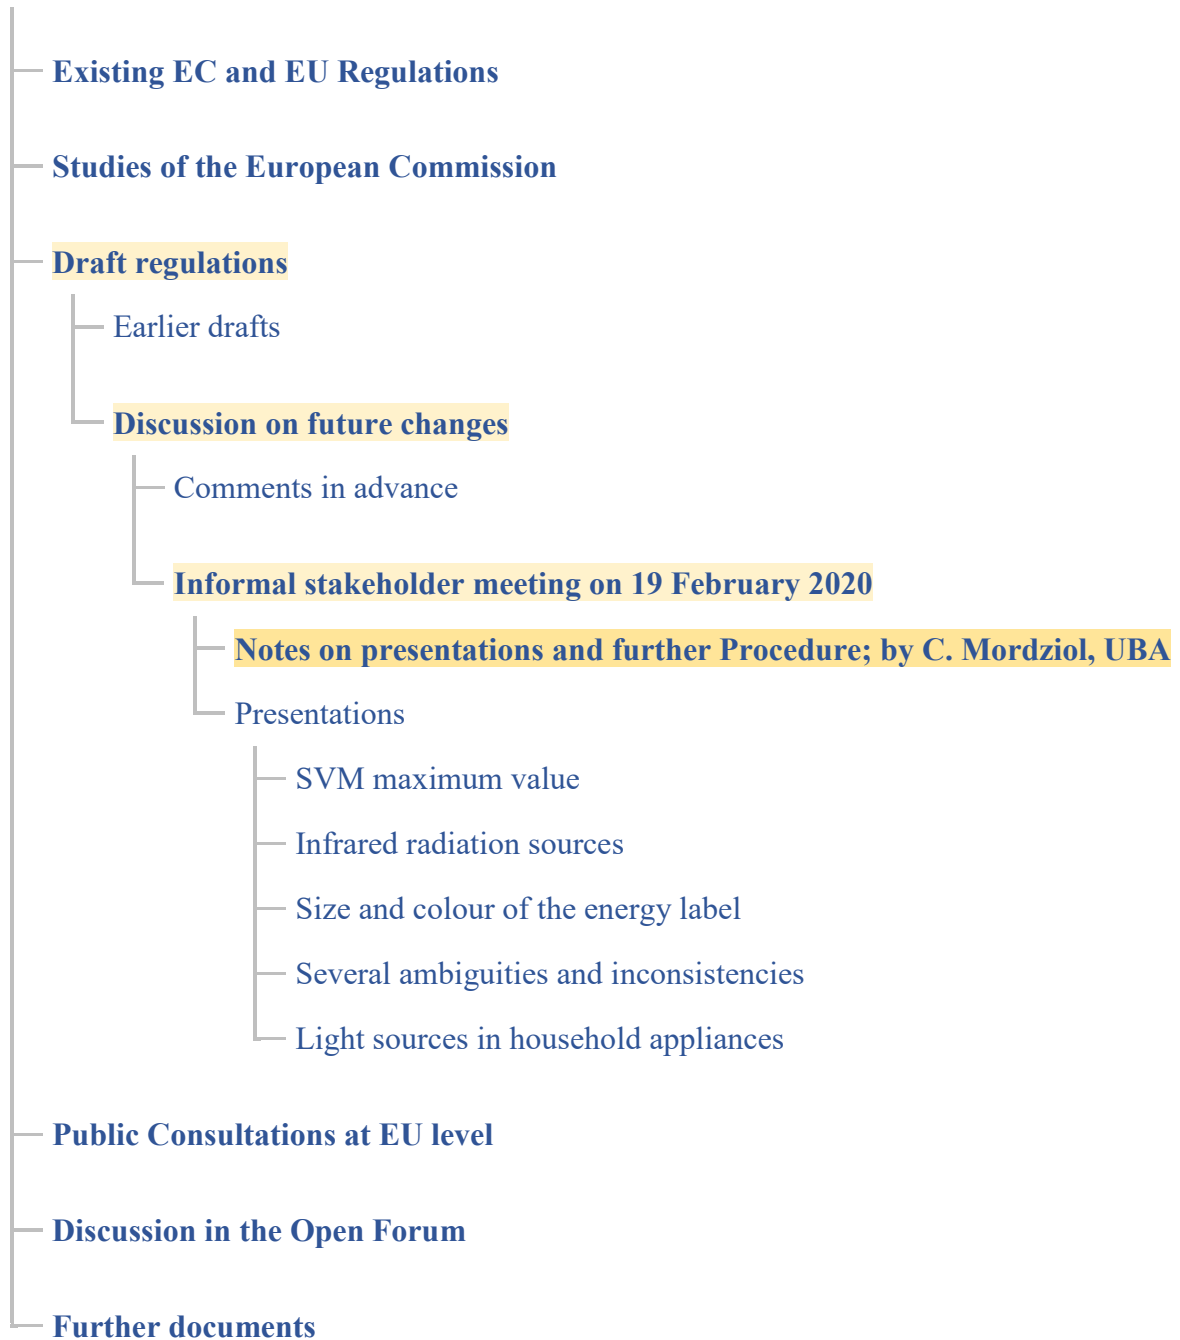 Existing EC and EU Regulations
Studies of the European Commission
Draft regulations
Earlier drafts
Discussion on future changes
Comments in advance
Informal stakeholder meeting on 19 February 2020
Notes on presentations and further Procedure; by C. Mordziol, UBA
Presentations
SVM maximum value
Infrared radiation sources
Size and colour of the energy label
Several ambiguities and inconsistencies
Light sources in household appliances
Public Consultations at EU level
Discussion in the Open Forum
Further documents